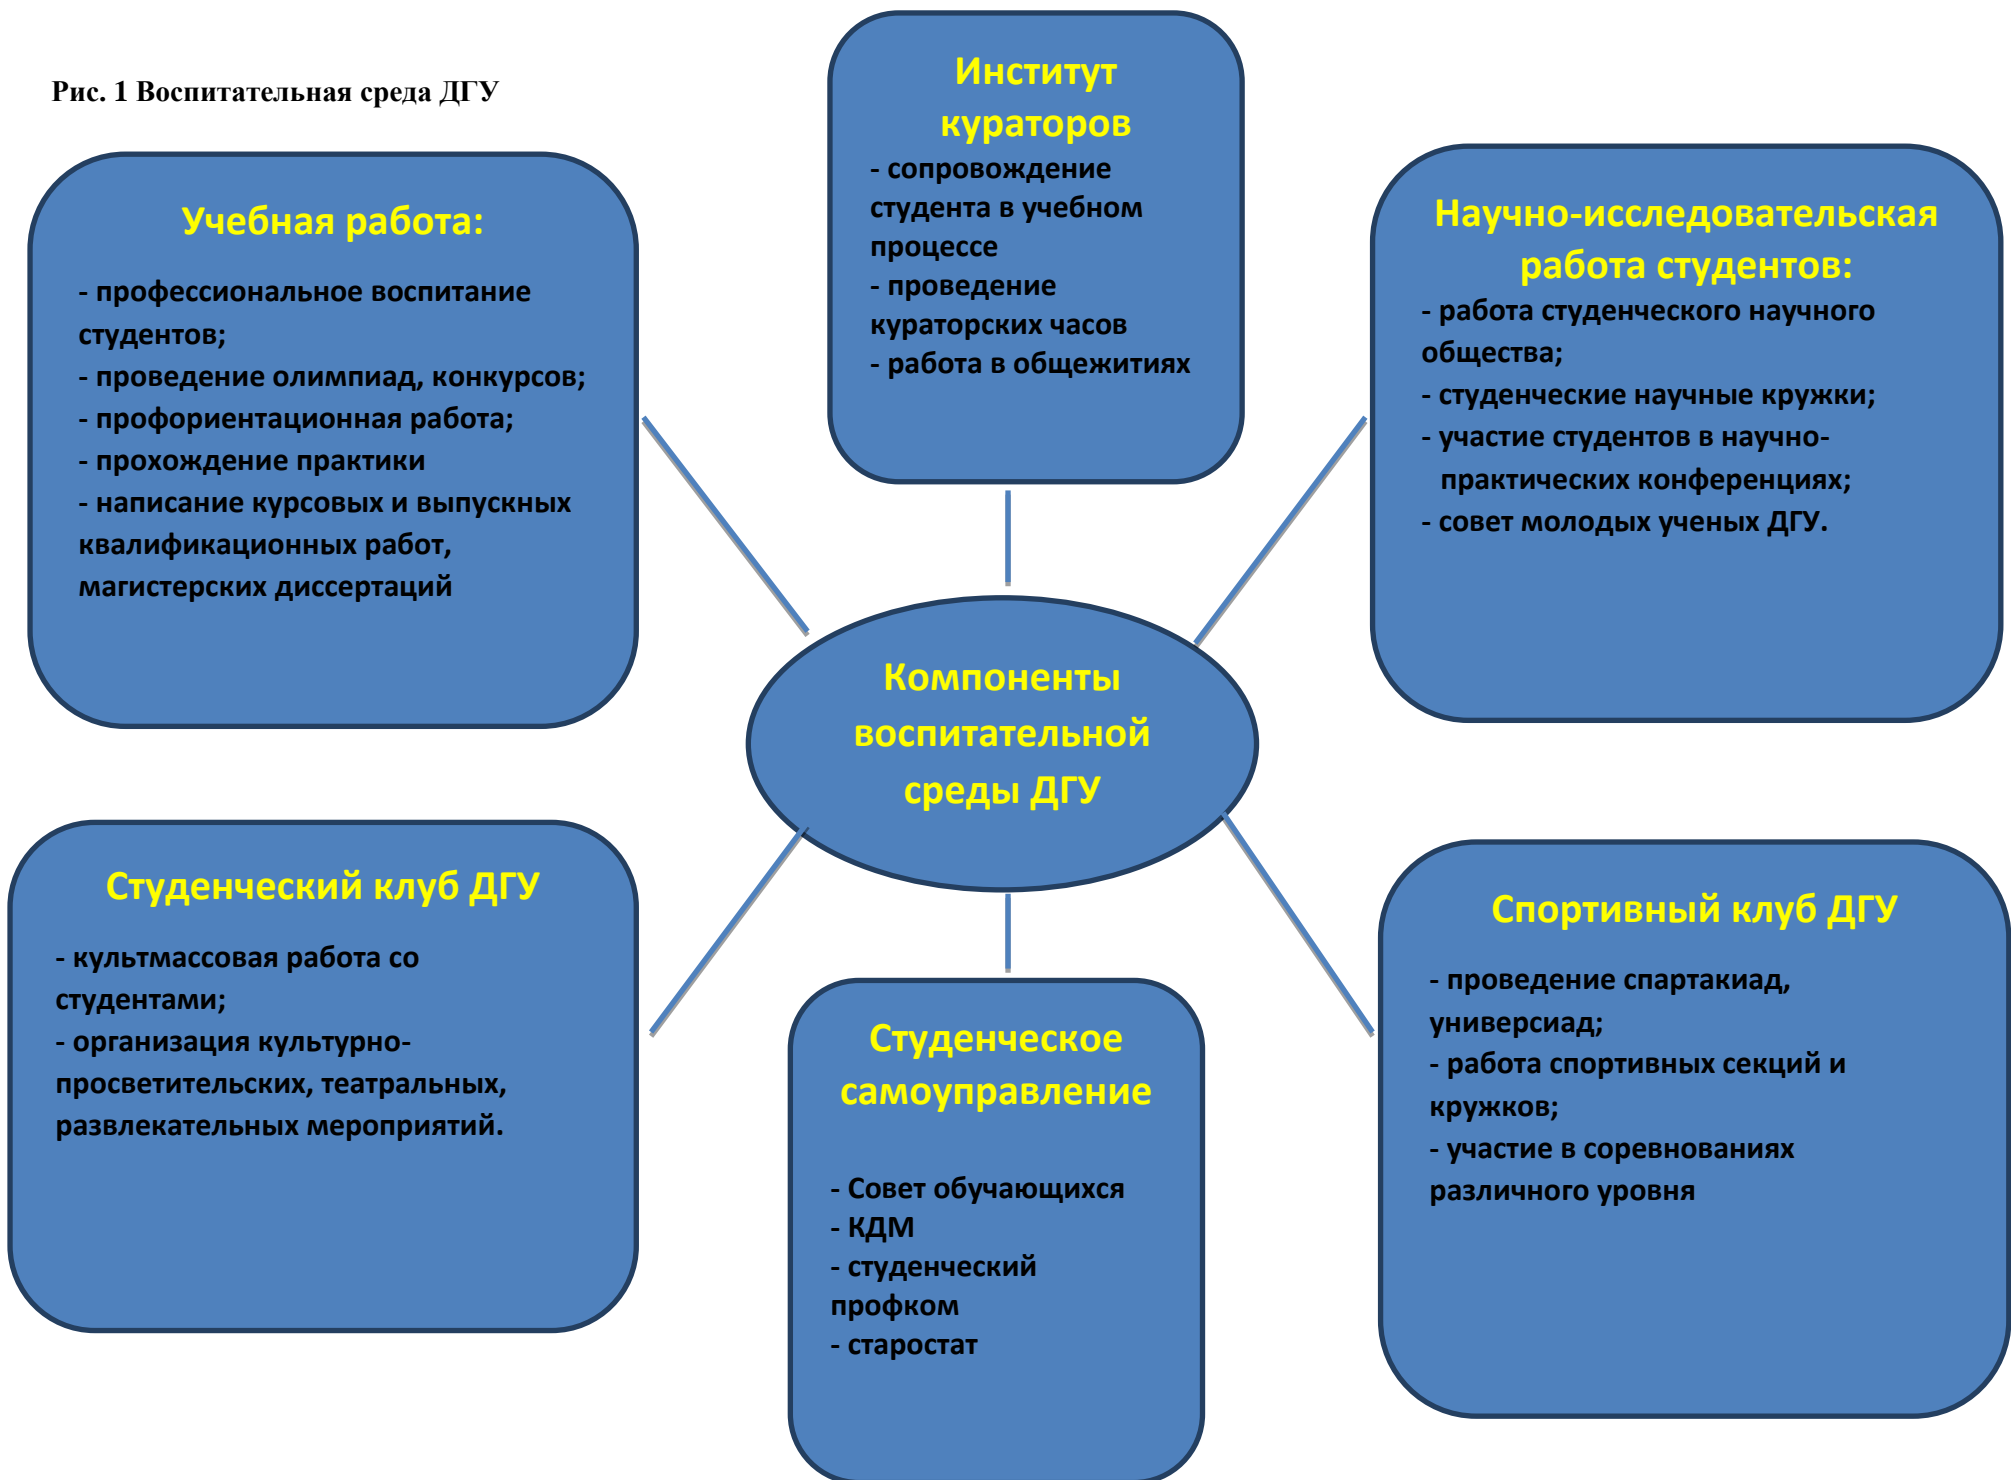 Рис. 1 Воспитательная среда ДГУ
Институт
кураторов
- сопровождение
студента в учебном
процессе
- проведение
кураторских часов
- работа в общежитиях
Учебная работа:
- профессиональное воспитание
студентов;
- проведение олимпиад, конкурсов;
- профориентационная работа;
- прохождение практики
- написание курсовых и выпускных
квалификационных работ,
магистерских диссертаций
Научно-исследовательская
работа студентов:
- работа студенческого научного
общества;
- студенческие научные кружки;
- участие студентов в научно-
практических конференциях;
- совет молодых ученых ДГУ.
Компоненты
воспитательной
среды ДГУ
Студенческий клуб ДГУ
- культмассовая работа со
студентами;
- организация культурно-
просветительских, театральных,
развлекательных мероприятий.
Студенческое
самоуправление
- Совет обучающихся
- КДМ
- студенческий
профком
- старостат
Спортивный клуб ДГУ
- проведение спартакиад,
универсиад;
- работа спортивных секций и
кружков;
- участие в соревнованиях
различного уровня